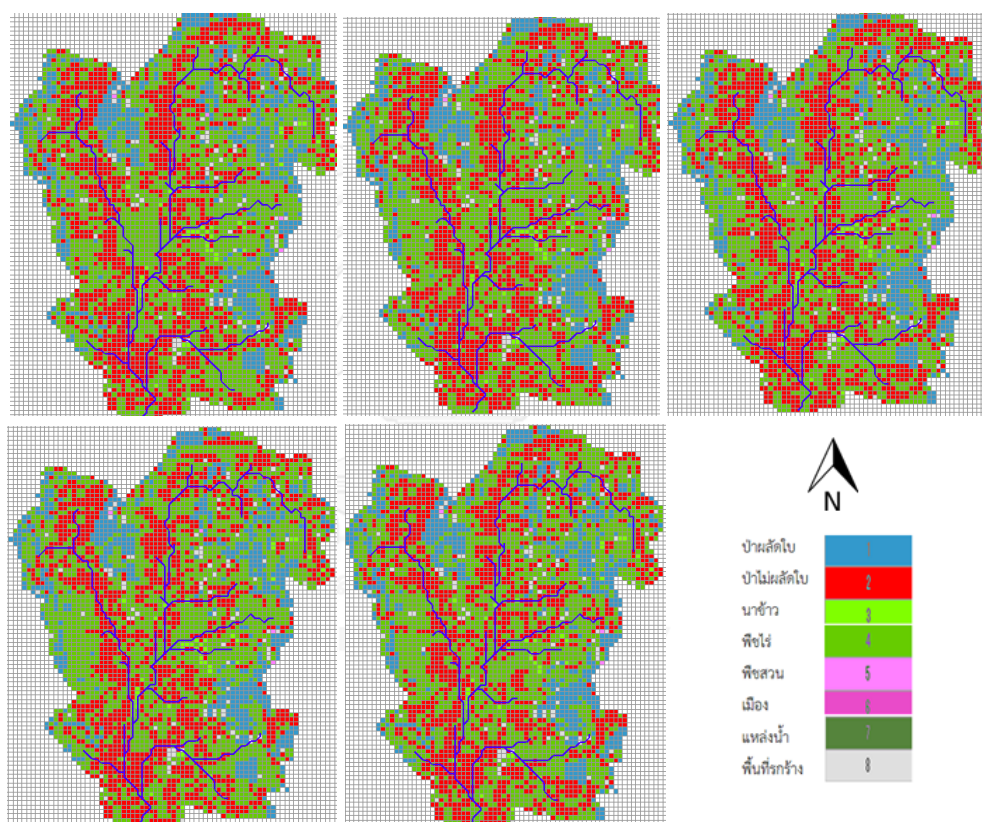 N
ป่าผลัดใบ 1
ป่าไม่ผลัดใบ 2
นาข้าว 3
พืชไร่ 4
พืชสวน 5
เมือง 6
แหล่งน้ำ 7
พื้นที่รกร้าง 8